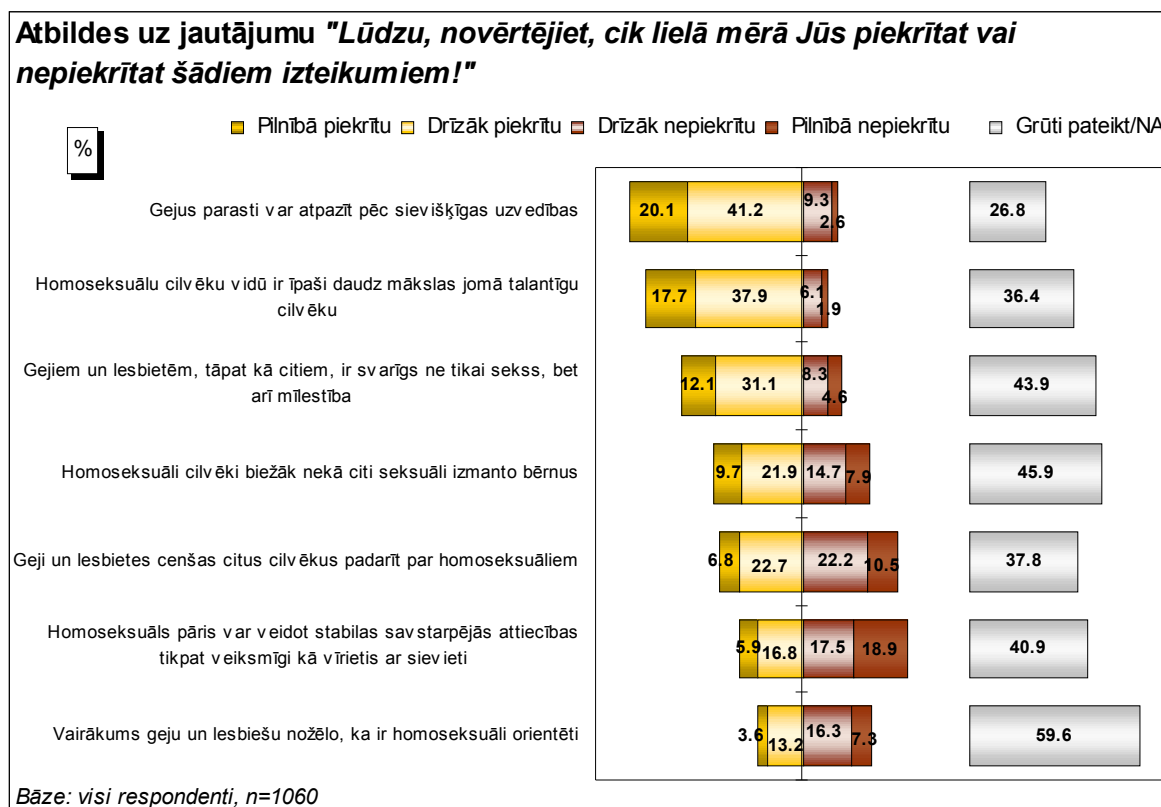 Atbildes uz jautājumu "Lūdzu, novērtējiet, cik lielā mērā Jūs piekrītat vai
nepiekrītat šādiem izteikumiem!"
Pilnībā piekrītu Drīzāk piekrītu Drīzāk nepiekrītu Pilnībā nepiekrītu Grūti pateikt/NA
%
Gejus parasti var atpazīt pēc sievišķīgas uzvedības
20.1 41.2 9.3 2.6 26.8
Homoseksuālu cilvēku vidū ir īpaši daudz mākslas jomā talantīgu
cilvēku
17.7 37.9 6.1 1.9 36.4
Gejiem un lesbietēm, tāpat kā citiem, ir svarīgs ne tikai sekss, bet
arī mīlestība
12.1 31.1 8.3 4.6 43.9
Homoseksuāli cilvēki biežāk nekā citi seksuāli izmanto bērnus
9.7 21.9 14.7 7.9 45.9
Geji un lesbietes cenšas citus cilvēkus padarīt par homoseksuāliem
6.8 22.7 22.2 10.5 37.8
Homoseksuāls pāris var veidot stabilas savstarpējās attiecības
tikpat veiksmīgi kā vīrietis ar sievieti
5.9 16.8 17.5 18.9 40.9
Vairākums geju un lesbiešu nožēlo, ka ir homoseksuāli orientēti
3.6 13.2 16.3 7.3 59.6
Bāze: visi respondenti, n=1060